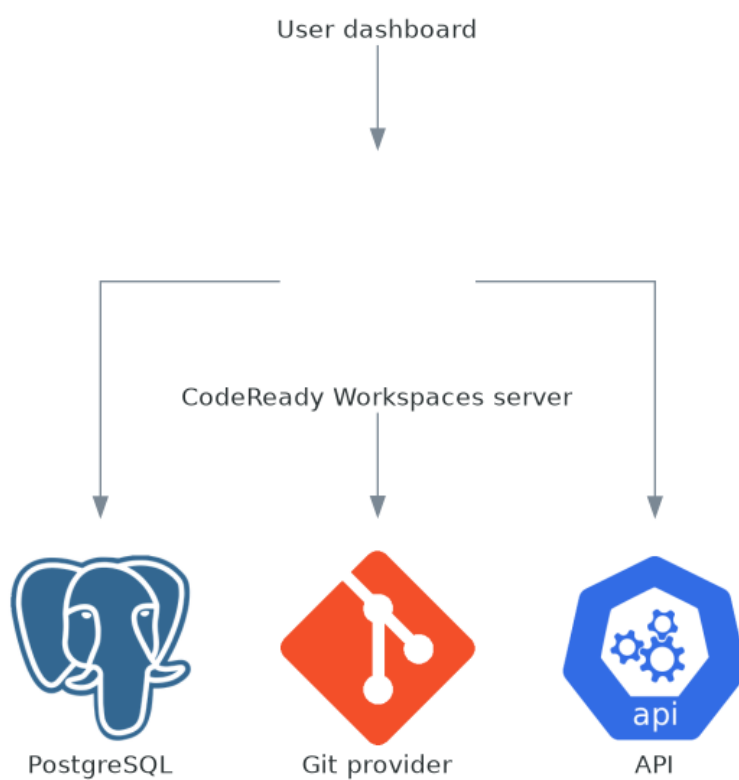 User dashboard
CodeReady Workspaces server
api
PostgreSQL
Git provider
API